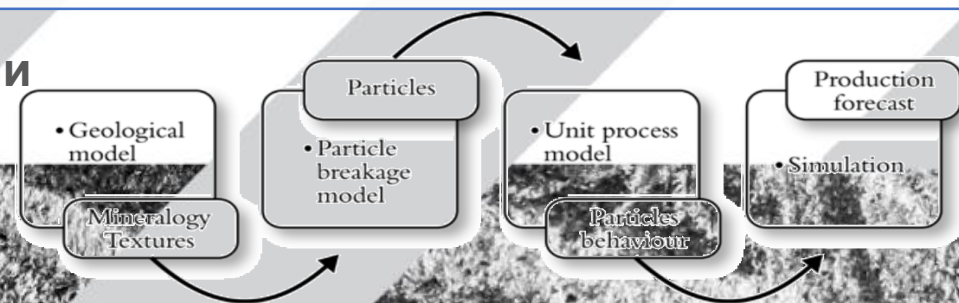 и
• Geological
model
Mineralogy
Textures
Particles
• Particle
breakage
model
• Unit process
model
Particles
behaviour
Production
forecast
• Simulation